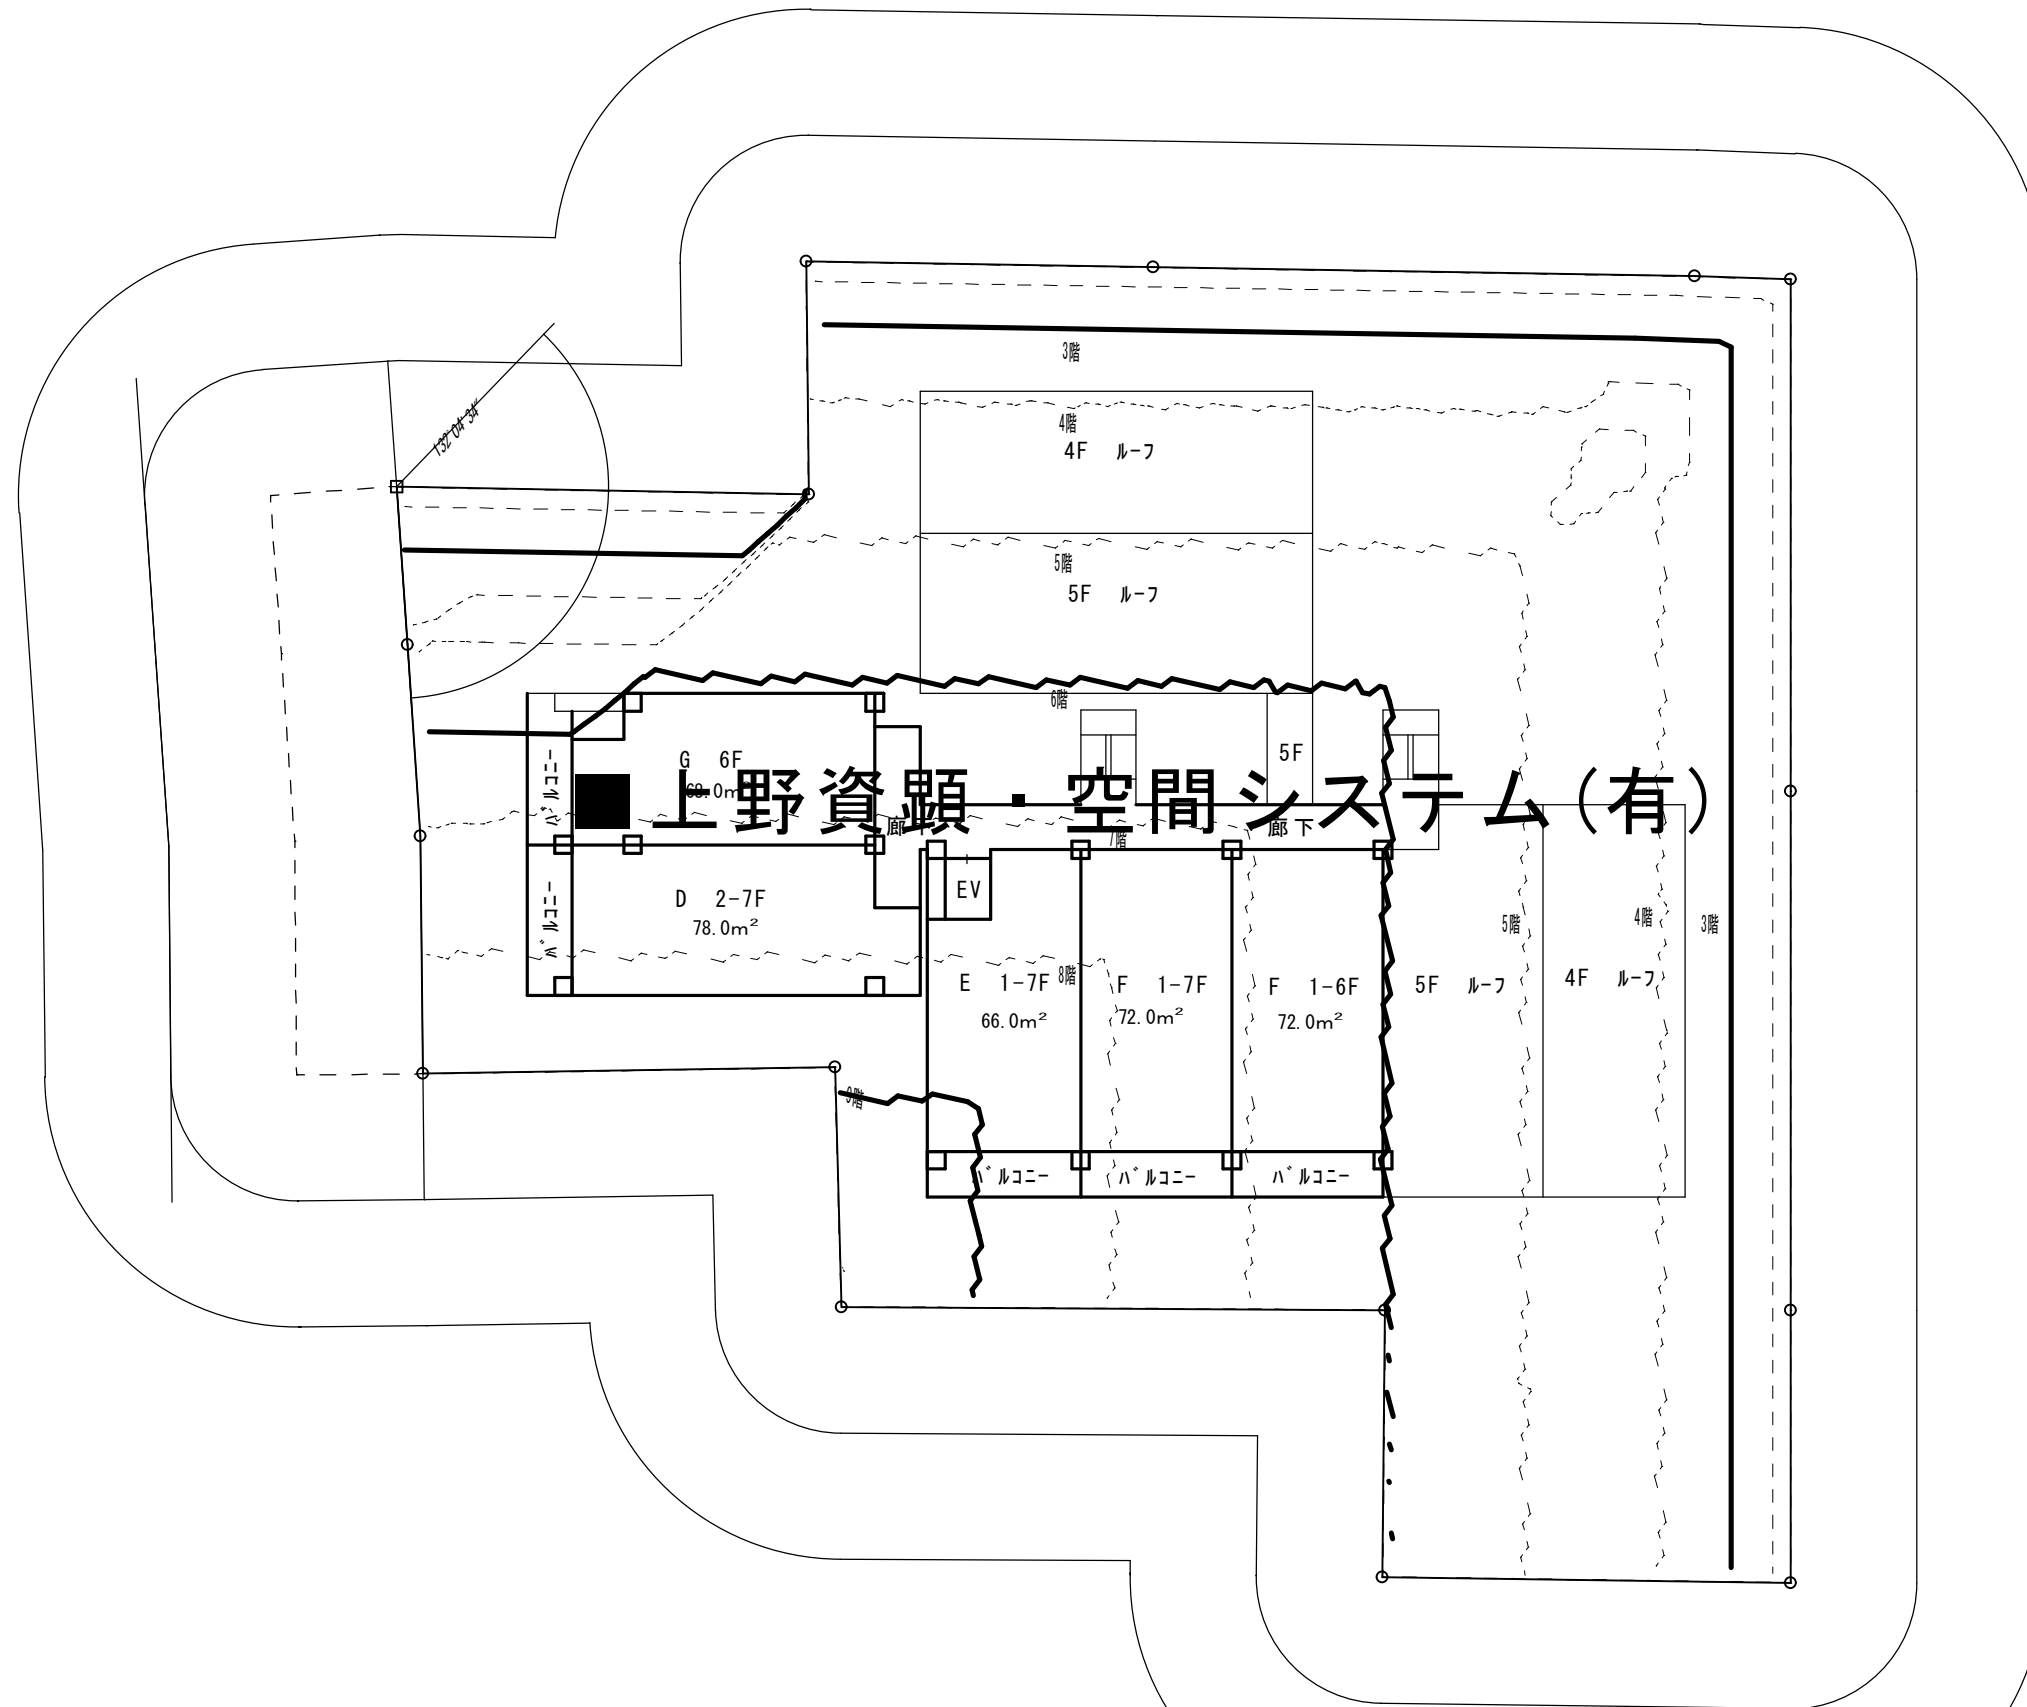 3階
132°04'34"
4階
4F ルーフ
5階
5F ルーフ
6階
5F
G 6F
バルコニー
■上野資顕・空間システム(有)
廊下
7階
EV
D 2-7F
78.0m²
バルコニー
E 1-7F
66.0m²
8階
F 1-7F
72.0m²
F 1-6F
72.0m²
5階
5F ルーフ
4階
4F ルーフ
3階
9階
バルコニー
バルコニー
バルコニー